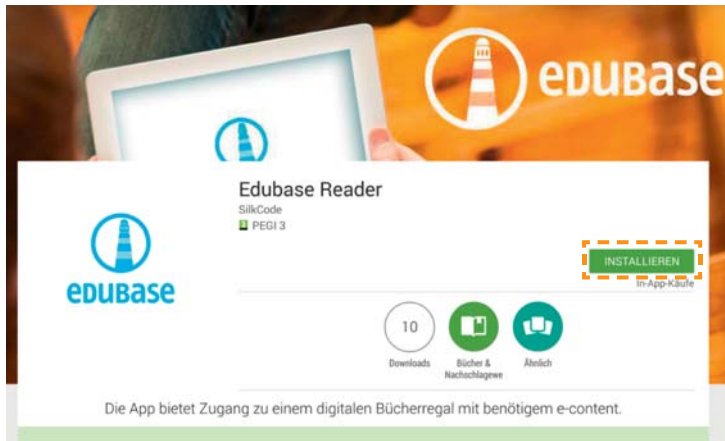 eDUBase
Edubase Reader
SilkCode
PEGI 3
INSTALLIEREN
In-App-Käufe
eDUBase
10
Downloads
Bücher &
Nachschlagewe
Ähnlich
Die App bietet Zugang zu einem digitalen Bücherregal mit benötigem e-content.